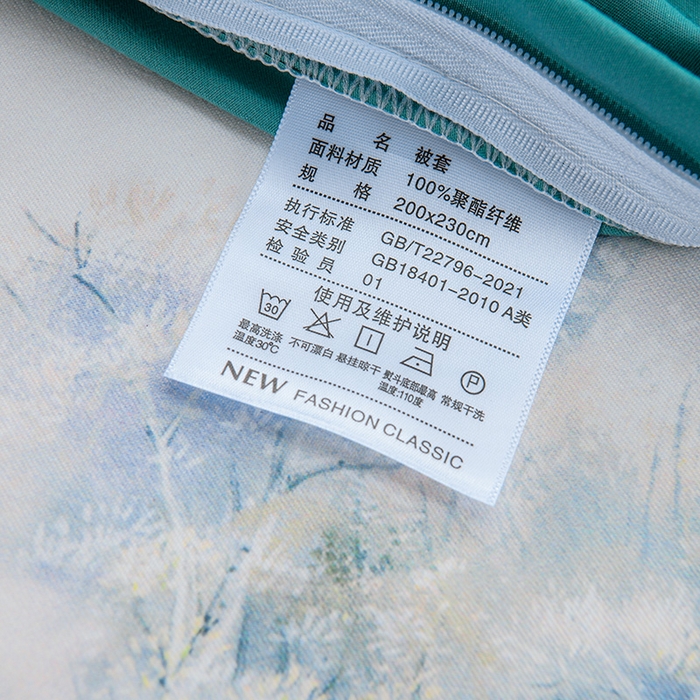 品 名 被套
面料材质 100%聚酯纤维
规 格 200x230cm
执行标准 GB/T22796-2021
安全类别 GB18401-2010 A类
检 验 员 01
使用及维护说明
30 P
最高洗涤温度30℃ 不可漂白 悬挂晾干 熨斗底部最高温度:110度 常规干洗
NEW FASHION CLASSIC